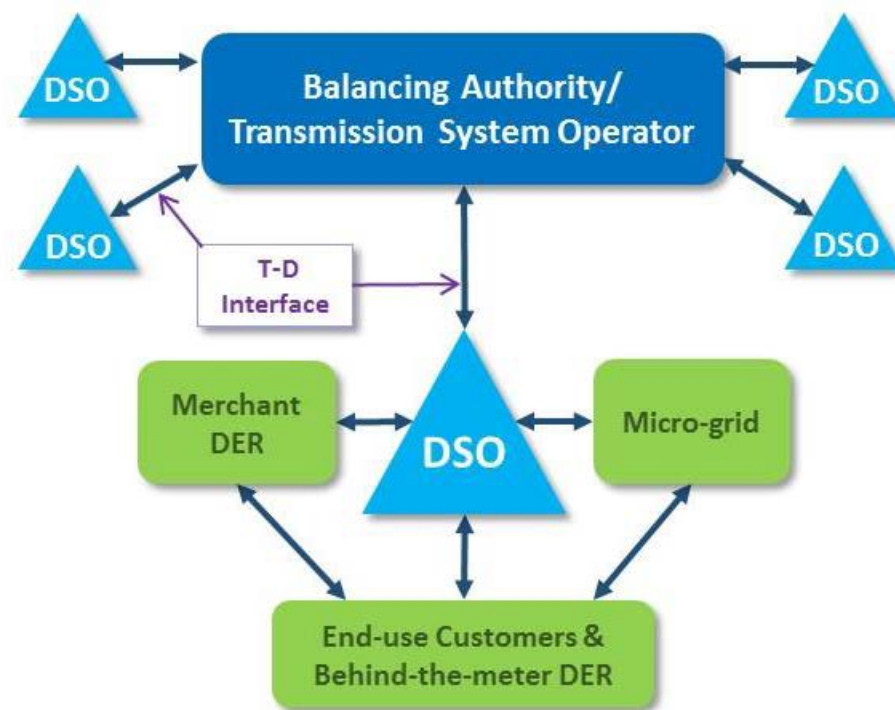 DSO
Balancing Authority/
Transmission System Operator
DSO
DSO
DSO
T-D
Interface
Merchant
DER
DSO
Micro-grid
End-use Customers &
Behind-the-meter DER